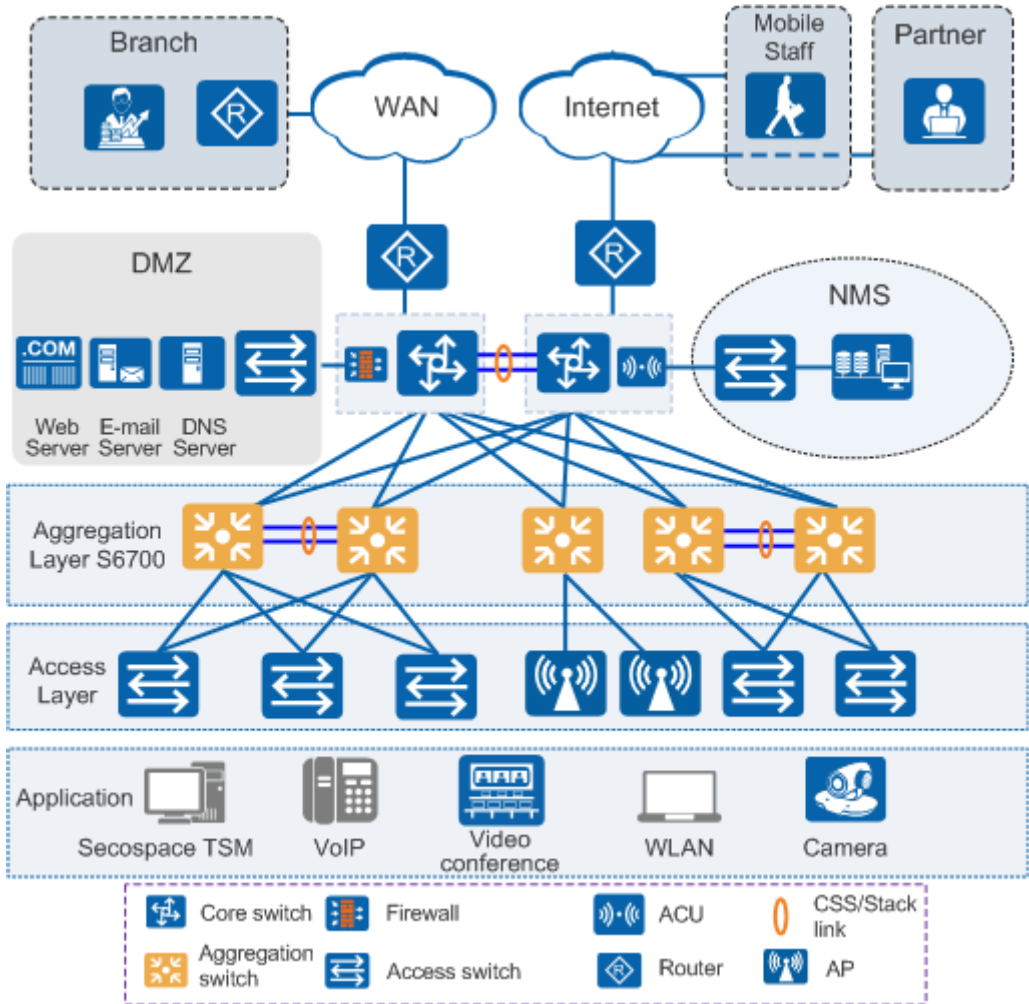 Branch
WAN
Internet
Mobile
Staff
Partner
R
R
R
DMZ
NMS
.COM
Web
Server
E-mail
Server
DNS
Server
Aggregation
Layer S6700
Access
Layer
Application
Secospace TSM
VoIP
Video
conference
WLAN
Camera
Core switch
Firewall
ACU
CSS/Stack
link
Aggregation
switch
Access switch
R
Router
AP